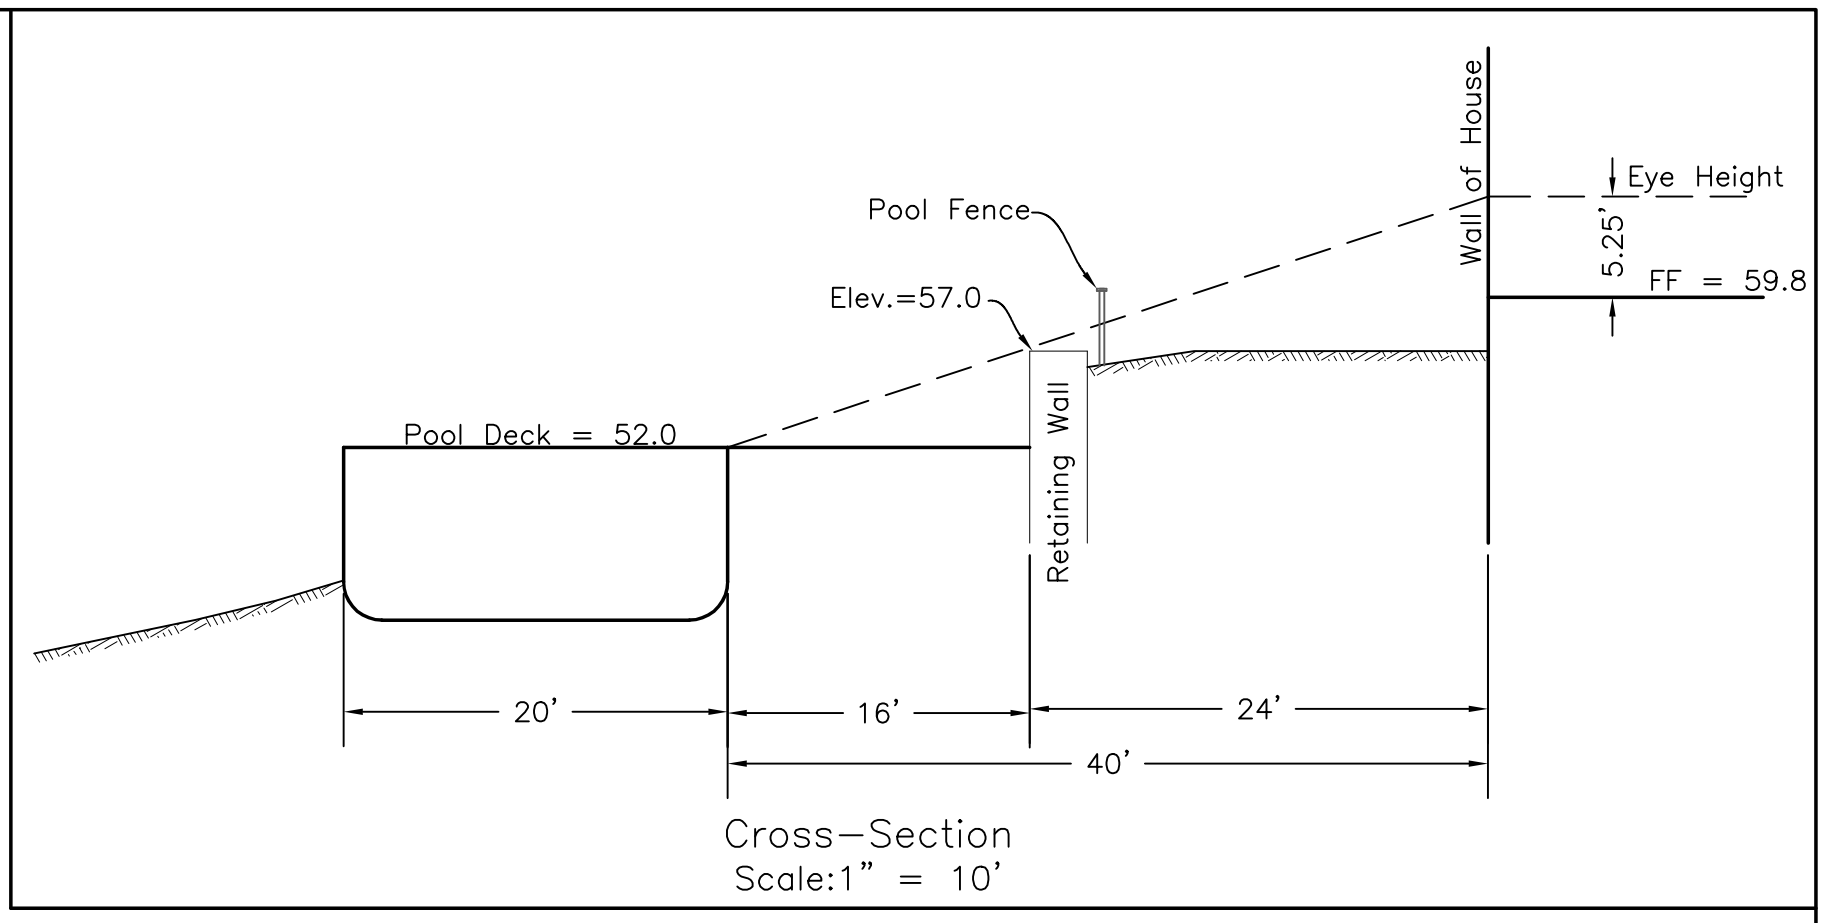 Wall of House
Eye Height
Pool Fence
5.25'
FF = 59.8
Elev.=57.0
Pool Deck = 52.0
Retaining Wall
20'
16'
24'
40'
Cross-Section
Scale:1" = 10'